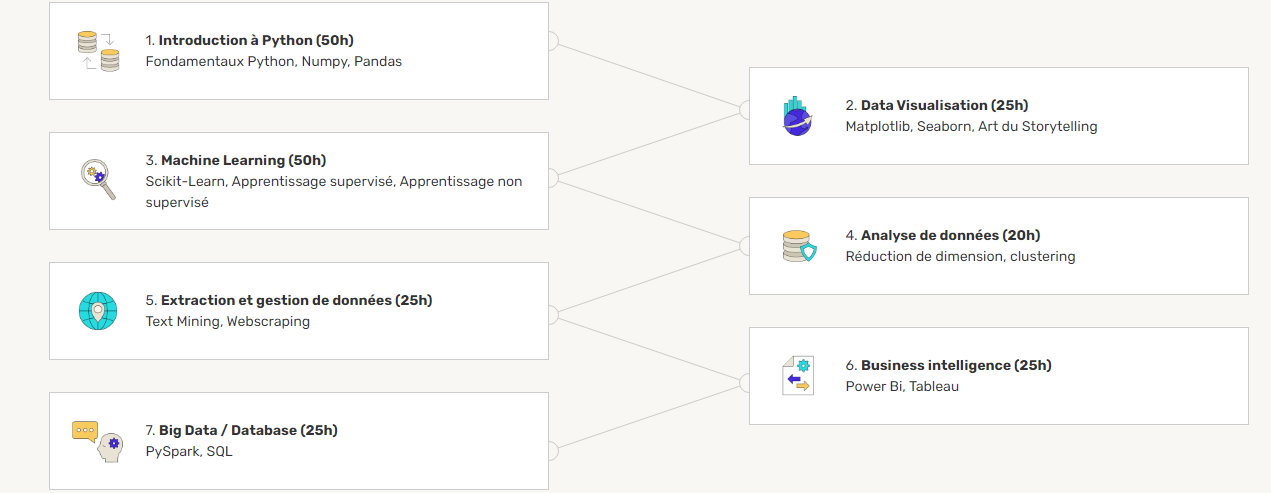 1. Introduction à Python (50h)
Fondamentaux Python, Numpy, Pandas
2. Data Visualisation (25h)
Matplotlib, Seaborn, Art du Storytelling
3. Machine Learning (50h)
Scikit-Learn, Apprentissage supervisé, Apprentissage non
supervisé
4. Analyse de données (20h)
Réduction de dimension, clustering
5. Extraction et gestion de données (25h)
Text Mining, Webscraping
6. Business intelligence (25h)
Power Bi, Tableau
7. Big Data / Database (25h)
PySpark, SQL